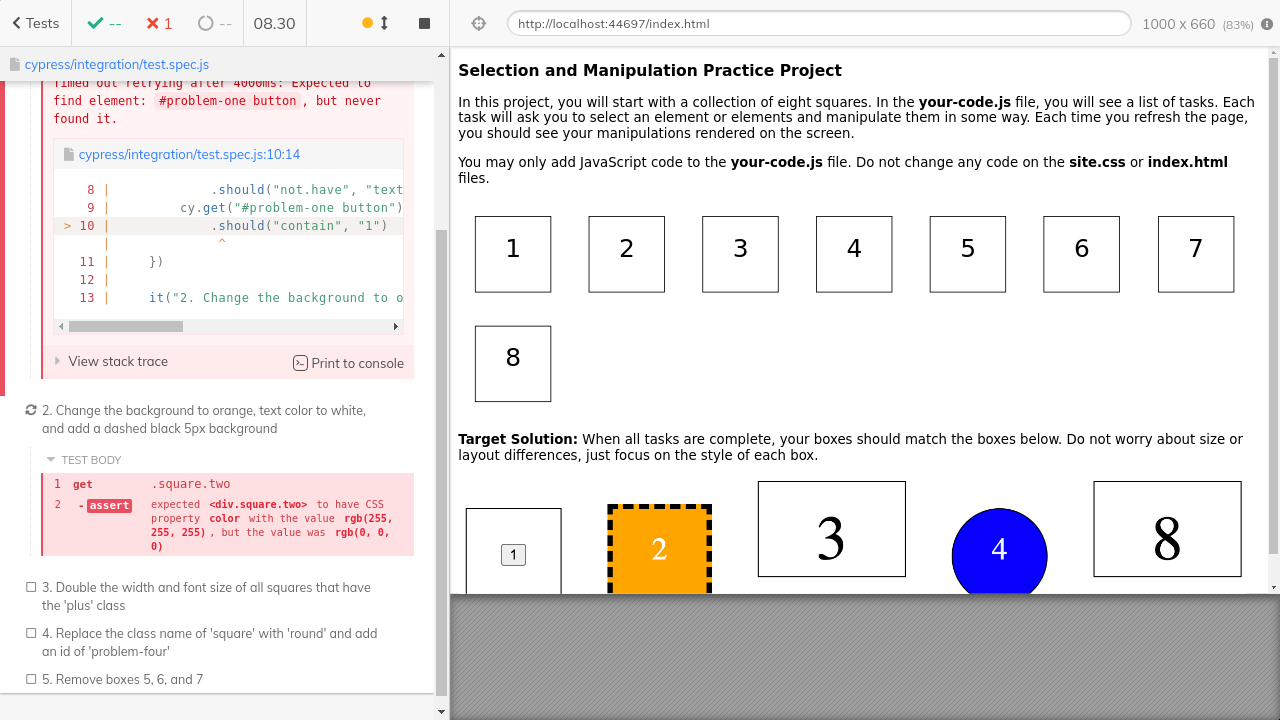 Tests
--
1
--
08.30
http://localhost:44697/index.html
1000 x 660 (83%)
cypress/integration/test.spec.js
Timed out retrying after 4000ms: Expected to
find element: #problem-one button, but never
found it.
cypress/integration/test.spec.js:10:14
8 | .should("not.have", "text
9 | cy.get("#problem-one button")
> 10 | .should("contain", "1")
| ^
11 | })
12 |
13 | it("2. Change the background to o
View stack trace
Print to console
2. Change the background to orange, text color to white,
and add a dashed black 5px background
TEST BODY
1 get .square.two
2 -assert expected <div.square.two> to have CSS
property color with the value rgb(255,
255, 255), but the value was rgb(0, 0,
0)
3. Double the width and font size of all squares that have
the 'plus' class
4. Replace the class name of 'square' with 'round' and add
an id of 'problem-four'
5. Remove boxes 5, 6, and 7
Selection and Manipulation Practice Project
In this project, you will start with a collection of eight squares. In the your-code.js file, you will see a list of tasks. Each
task will ask you to select an element or elements and manipulate them in some way. Each time you refresh the page,
you should see your manipulations rendered on the screen.
You may only add JavaScript code to the your-code.js file. Do not change any code on the site.css or index.html
files.
1 2 3 4 5 6 7
8
Target Solution: When all tasks are complete, your boxes should match the boxes below. Do not worry about size or
layout differences, just focus on the style of each box.
1 2 3 4 8